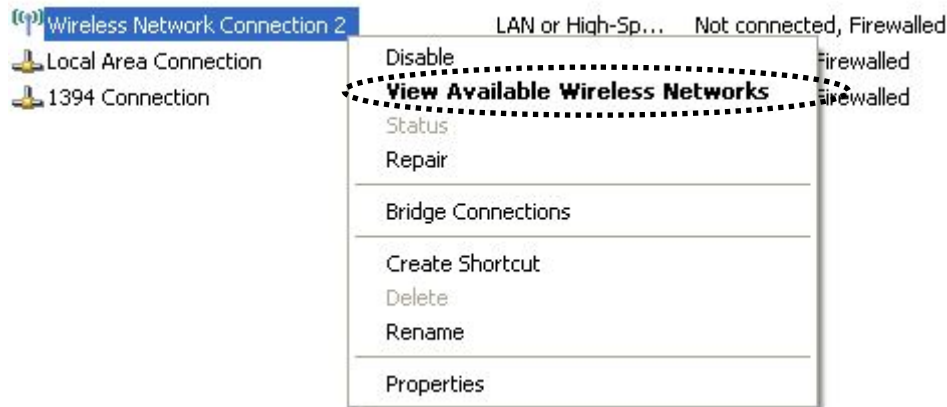 Wireless Network Connection 2 LAN or High-Sp... Not connected, Firewalled
Local Area Connection Firewalled
1394 Connection Firewalled
Disable
View Available Wireless Networks
Status
Repair
Bridge Connections
Create Shortcut
Delete
Rename
Properties